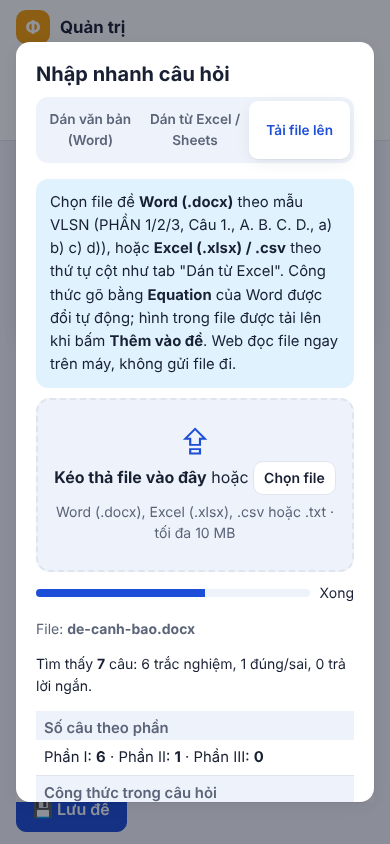 Φ Quản trị
Nhập nhanh câu hỏi
Dán văn bản
(Word)
Dán từ Excel /
Sheets
Tải file lên
Chọn file đề Word (.docx) theo mẫu
VLSN (PHẦN 1/2/3, Câu 1., A. B. C. D., a)
b) c) d)), hoặc Excel (.xlsx) / .csv theo
thứ tự cột như tab "Dán từ Excel". Công
thức gõ bằng Equation của Word được
đổi tự động; hình trong file được tải lên
khi bấm Thêm vào đề. Web đọc file ngay
trên máy, không gửi file đi.
Kéo thả file vào đây hoặc Chọn file
Word (.docx), Excel (.xlsx), .csv hoặc .txt ·
tối đa 10 MB
Xong
File: de-canh-bao.docx
Tìm thấy 7 câu: 6 trắc nghiệm, 1 đúng/sai, 0 trả
lời ngắn.
Số câu theo phần
Phần I: 6 · Phần II: 1 · Phần III: 0
Công thức trong câu hỏi
💾 Lưu đề